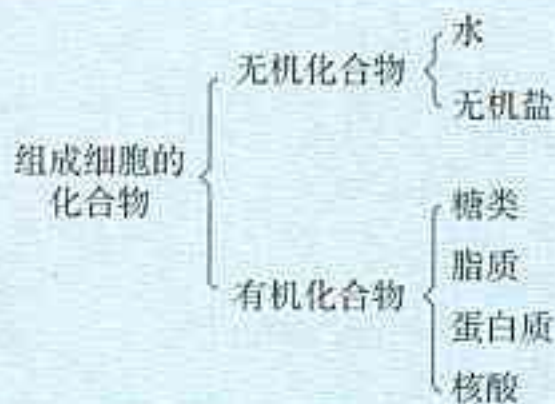 组成细胞的
化合物
无机化合物
水
无机盐
有机化合物
糖类
脂质
蛋白质
核酸